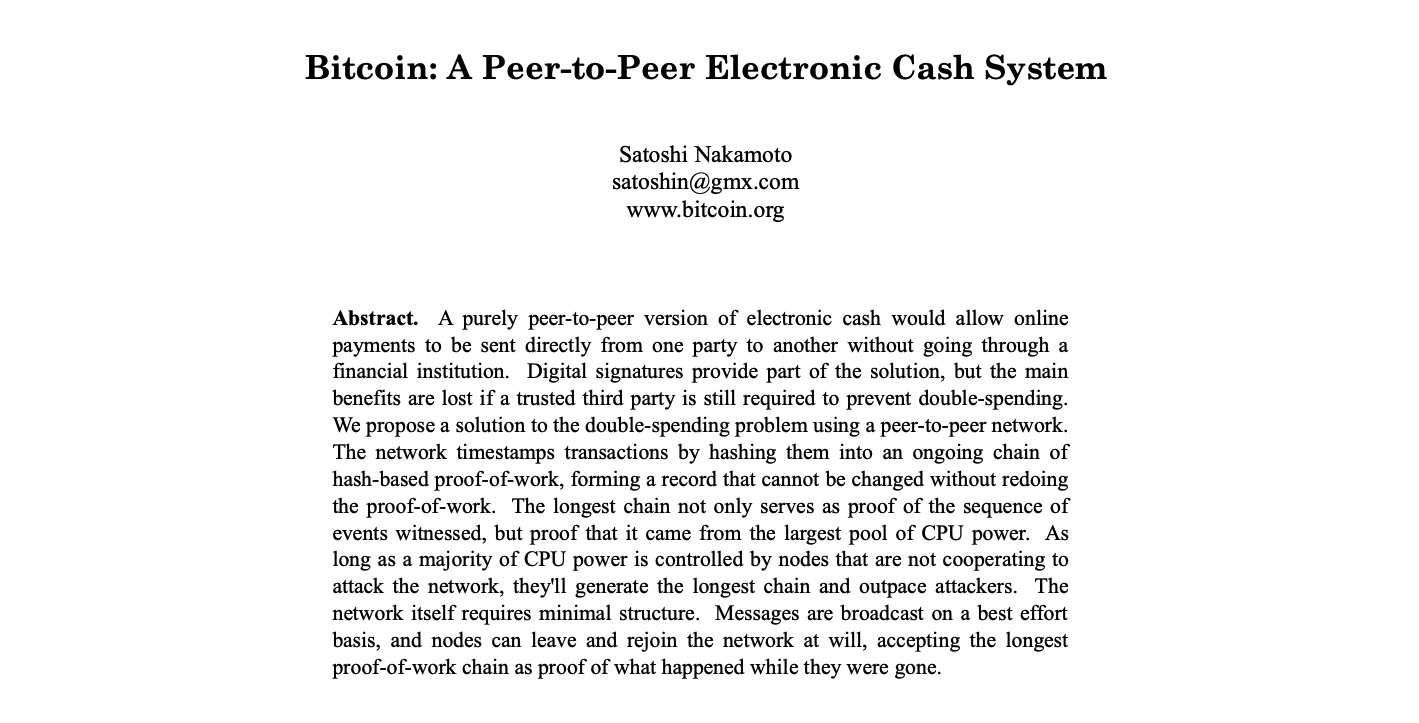 Bitcoin: A Peer-to-Peer Electronic Cash System
Satoshi Nakamoto
satoshin@gmx.com
www.bitcoin.org
Abstract. A purely peer-to-peer version of electronic cash would allow online
payments to be sent directly from one party to another without going through a
financial institution. Digital signatures provide part of the solution, but the main
benefits are lost if a trusted third party is still required to prevent double-spending.
We propose a solution to the double-spending problem using a peer-to-peer network.
The network timestamps transactions by hashing them into an ongoing chain of
hash-based proof-of-work, forming a record that cannot be changed without redoing
the proof-of-work. The longest chain not only serves as proof of the sequence of
events witnessed, but proof that it came from the largest pool of CPU power. As
long as a majority of CPU power is controlled by nodes that are not cooperating to
attack the network, they'll generate the longest chain and outpace attackers. The
network itself requires minimal structure. Messages are broadcast on a best effort
basis, and nodes can leave and rejoin the network at will, accepting the longest
proof-of-work chain as proof of what happened while they were gone.